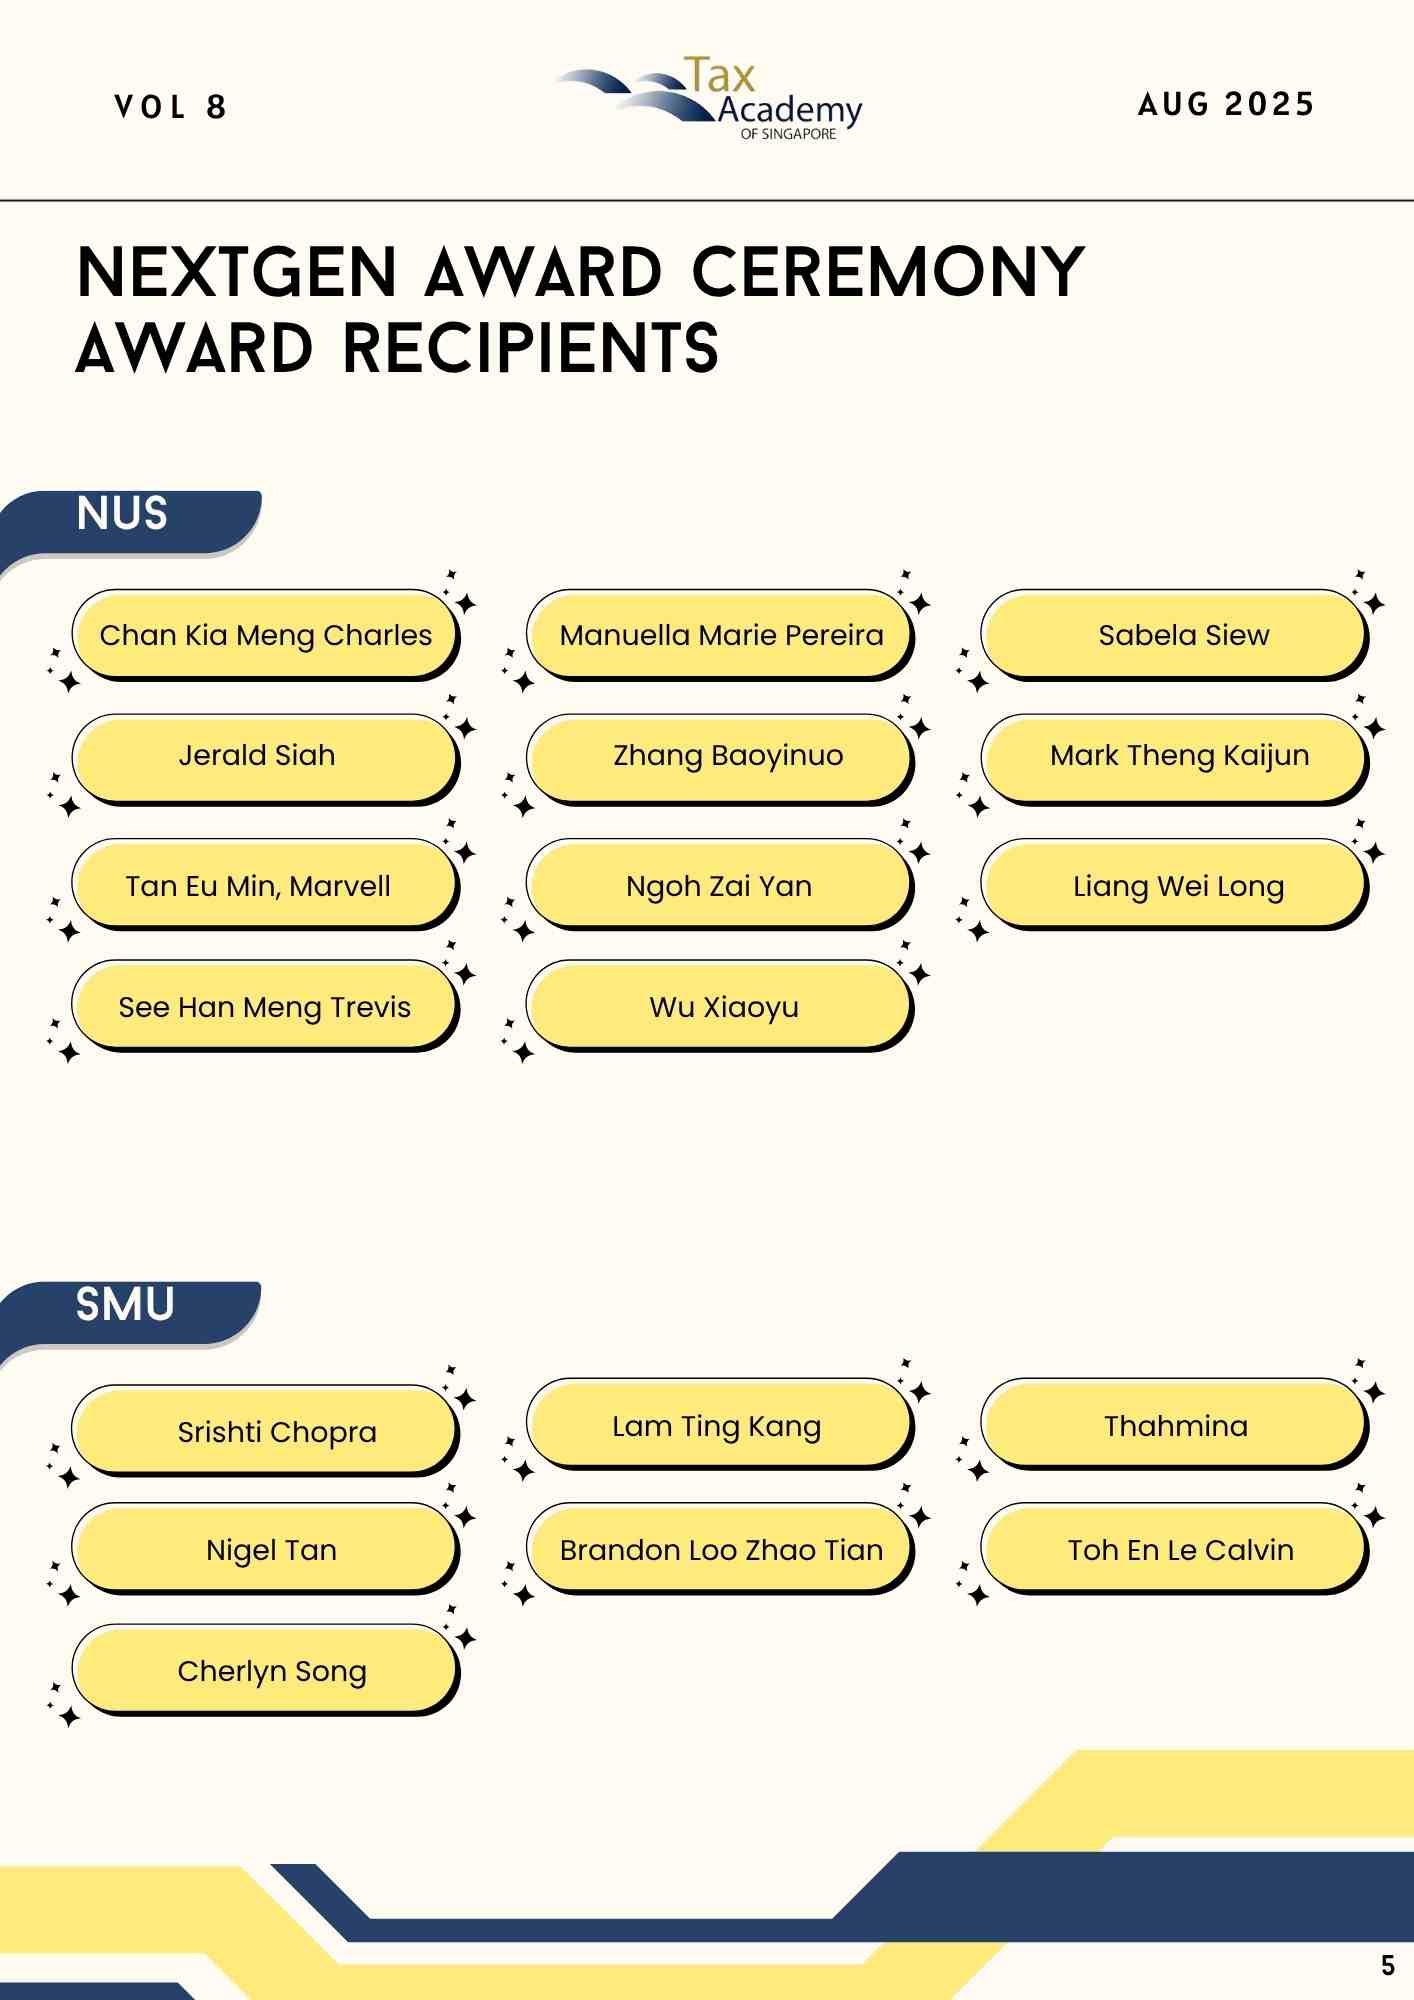 VOL 8
Tax
Academy
OF SINGAPORE
AUG 2025
NEXTGEN AWARD CEREMONY
AWARD RECIPIENTS
NUS
Chan Kia Meng Charles
Manuella Marie Pereira
Sabela Siew
Jerald Siah
Zhang Baoyinuo
Mark Theng Kaijun
Tan Eu Min, Marvell
Ngoh Zai Yan
Liang Wei Long
See Han Meng Trevis
Wu Xiaoyu
SMU
Srishti Chopra
Lam Ting Kang
Thahmina
Nigel Tan
Brandon Loo Zhao Tian
Toh En Le Calvin
Cherlyn Song
5